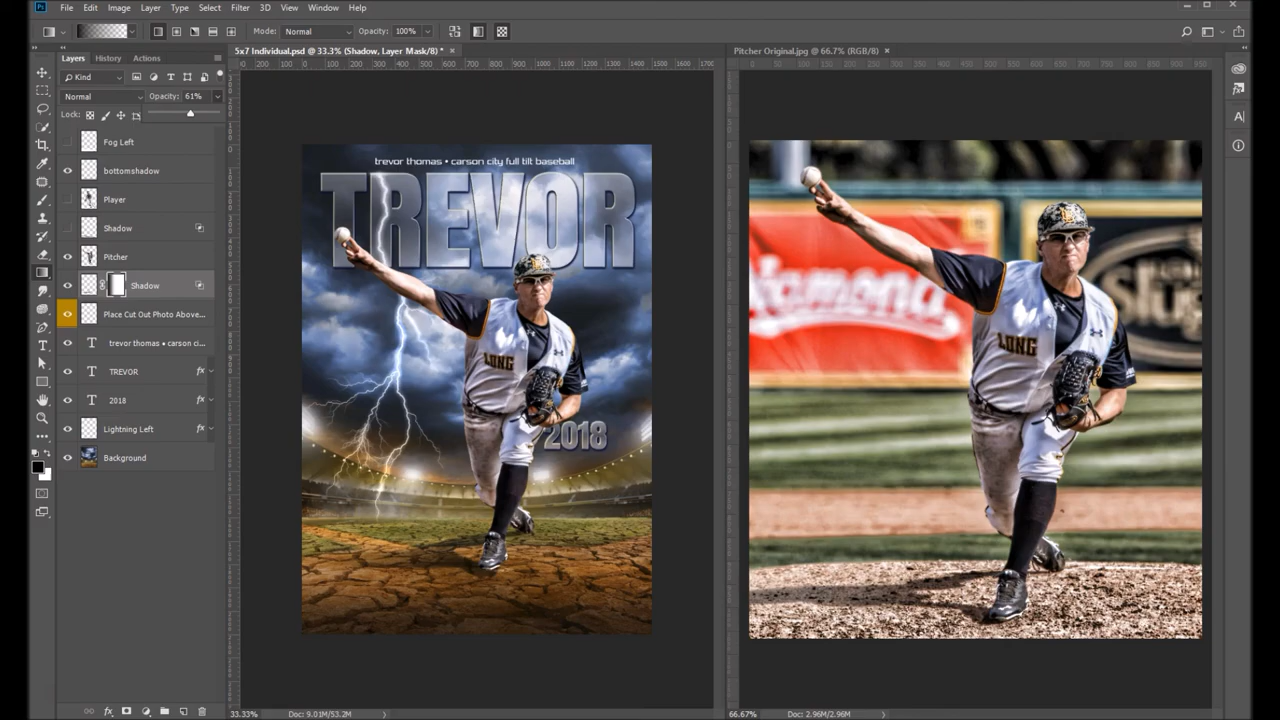 Ps File Edit Image Layer Type Select Filter 3D View Window Help
Mode: Normal Opacity: 100%
Layers History Actions
5x7 Individual.psd @ 33.3% (Shadow, Layer Mask/8) *
Pitcher Original.jpg @ 66.7% (RGB/8)
Kind
Normal Opacity: 61%
Lock:
Fog Left
bottomshadow
Player
Shadow
Pitcher
Shadow
Place Cut Out Photo Above...
trevor thomas • carson ci...
TREVOR fx
2018 fx
Lightning Left fx
Background
trevor thomas • carson city full tilt baseball
TREVOR
LONG
2018
LONG
33.33% Doc: 9.01M/53.2M
66.67% Doc: 2.96M/2.96M